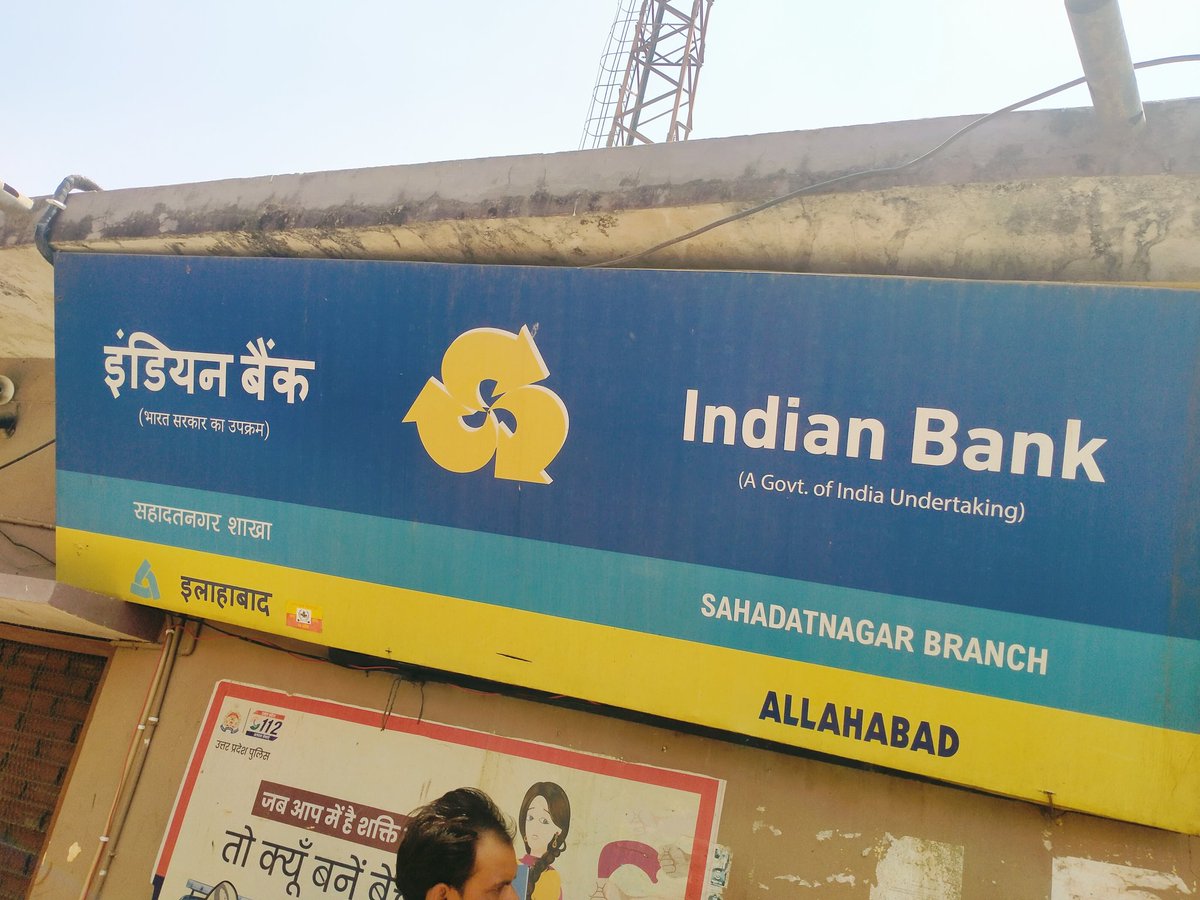 इंडियन बैंक
(भारत सरकार का उपक्रम)
Indian Bank
(A Govt. of India Undertaking)
सहादतनगर शाखा
SAHADATNAGAR BRANCH
इलाहाबाद
ALLAHABAD
112
उत्तर प्रदेश पुलिस
जब आप में है शक्ति
तो क्यूँ बनें